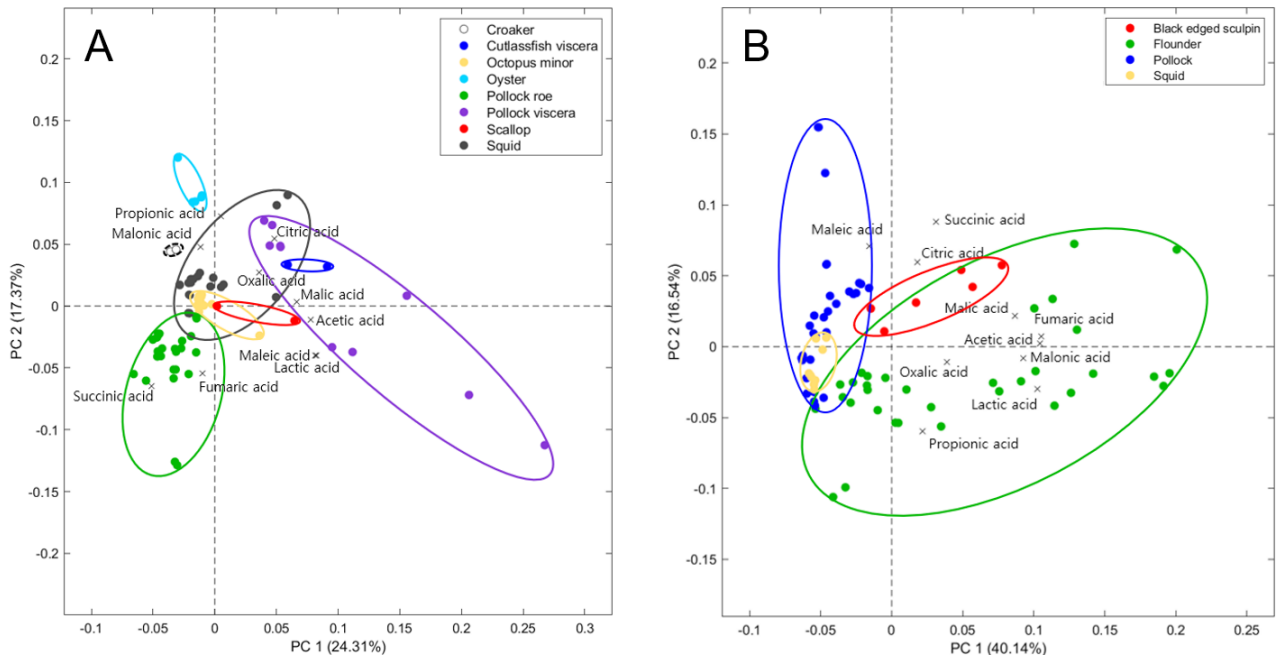 A
Croaker
Cutlassfish viscera
Octopus minor
Oyster
Pollock roe
Pollock viscera
Scallop
Squid
0.2
0.15
0.1
0.05
0
-0.05
-0.1
-0.15
-0.2
PC 2 (17.37%)
Propionic acid
Malonic acid
Citric acid
Oxalic acid
Malic acid
Acetic acid
Maleic acid
Lactic acid
Fumaric acid
Succinic acid
-0.1 -0.05 0 0.05 0.1 0.15 0.2 0.25 0.3
PC 1 (24.31%)
B
Black edged sculpin
Flounder
Pollock
Squid
0.2
0.15
0.1
0.05
0
-0.05
-0.1
-0.15
PC 2 (16.54%)
Succinic acid
Maleic acid
Citric acid
Malic acid
Fumaric acid
Acetic acid
Malonic acid
Oxalic acid
Lactic acid
Propionic acid
-0.1 -0.05 0 0.05 0.1 0.15 0.2 0.25
PC 1 (40.14%)